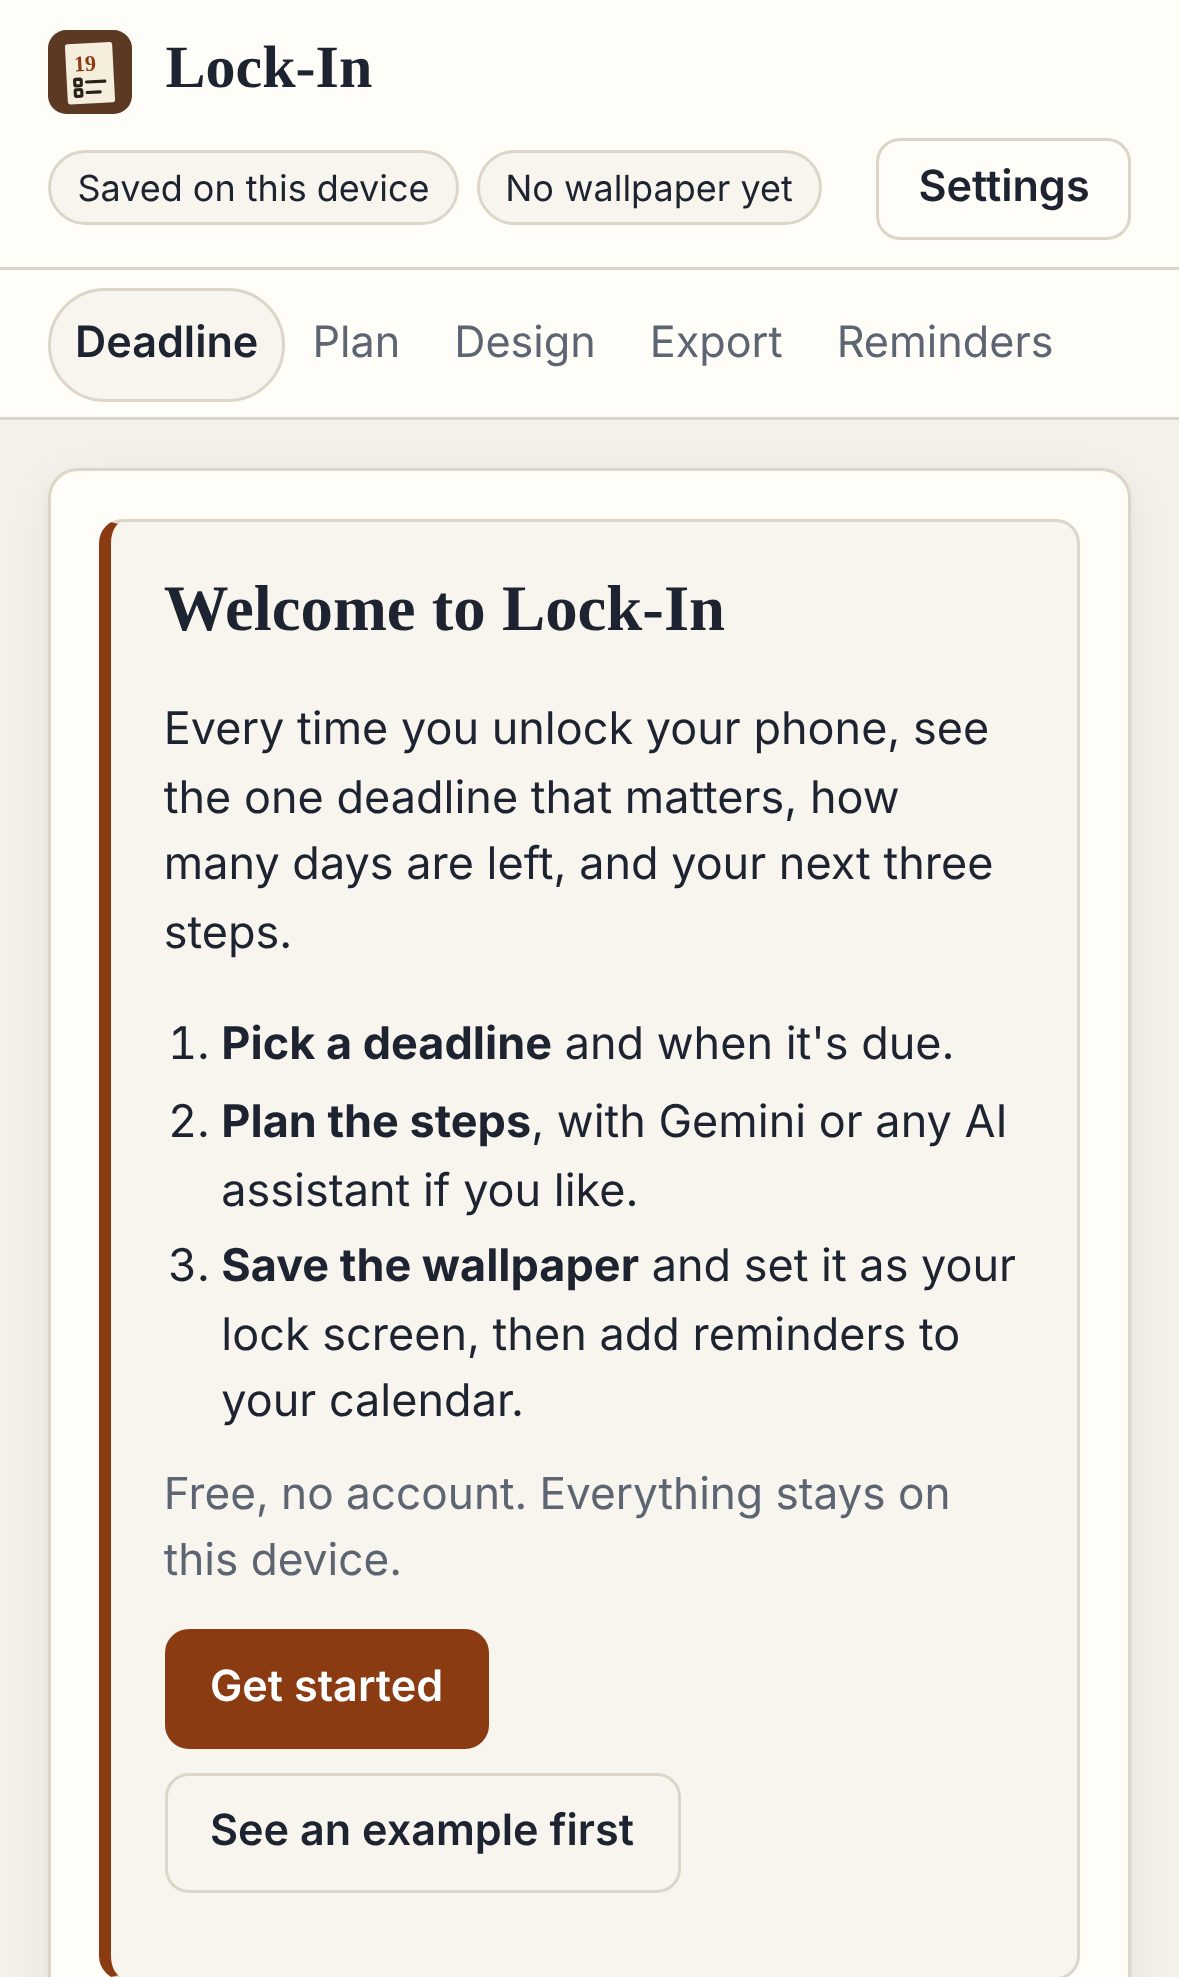 19
Lock-In
Saved on this device
No wallpaper yet
Settings
Deadline
Plan
Design
Export
Reminders
Welcome to Lock-In
Every time you unlock your phone, see
the one deadline that matters, how
many days are left, and your next three
steps.
1. Pick a deadline and when it's due.
2. Plan the steps, with Gemini or any AI
assistant if you like.
3. Save the wallpaper and set it as your
lock screen, then add reminders to
your calendar.
Free, no account. Everything stays on
this device.
Get started
See an example first